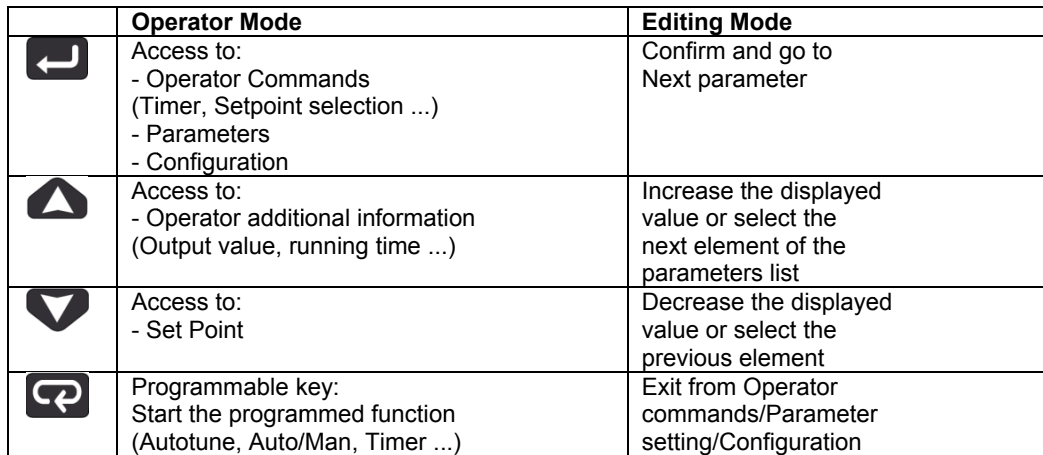 Operator Mode
Editing Mode
Access to:
- Operator Commands
(Timer, Setpoint selection ...)
- Parameters
- Configuration
Confirm and go to
Next parameter
Access to:
- Operator additional information
(Output value, running time ...)
Increase the displayed
value or select the
next element of the
parameters list
Access to:
- Set Point
Decrease the displayed
value or select the
previous element
Programmable key:
Start the programmed function
(Autotune, Auto/Man, Timer ...)
Exit from Operator
commands/Parameter
setting/Configuration